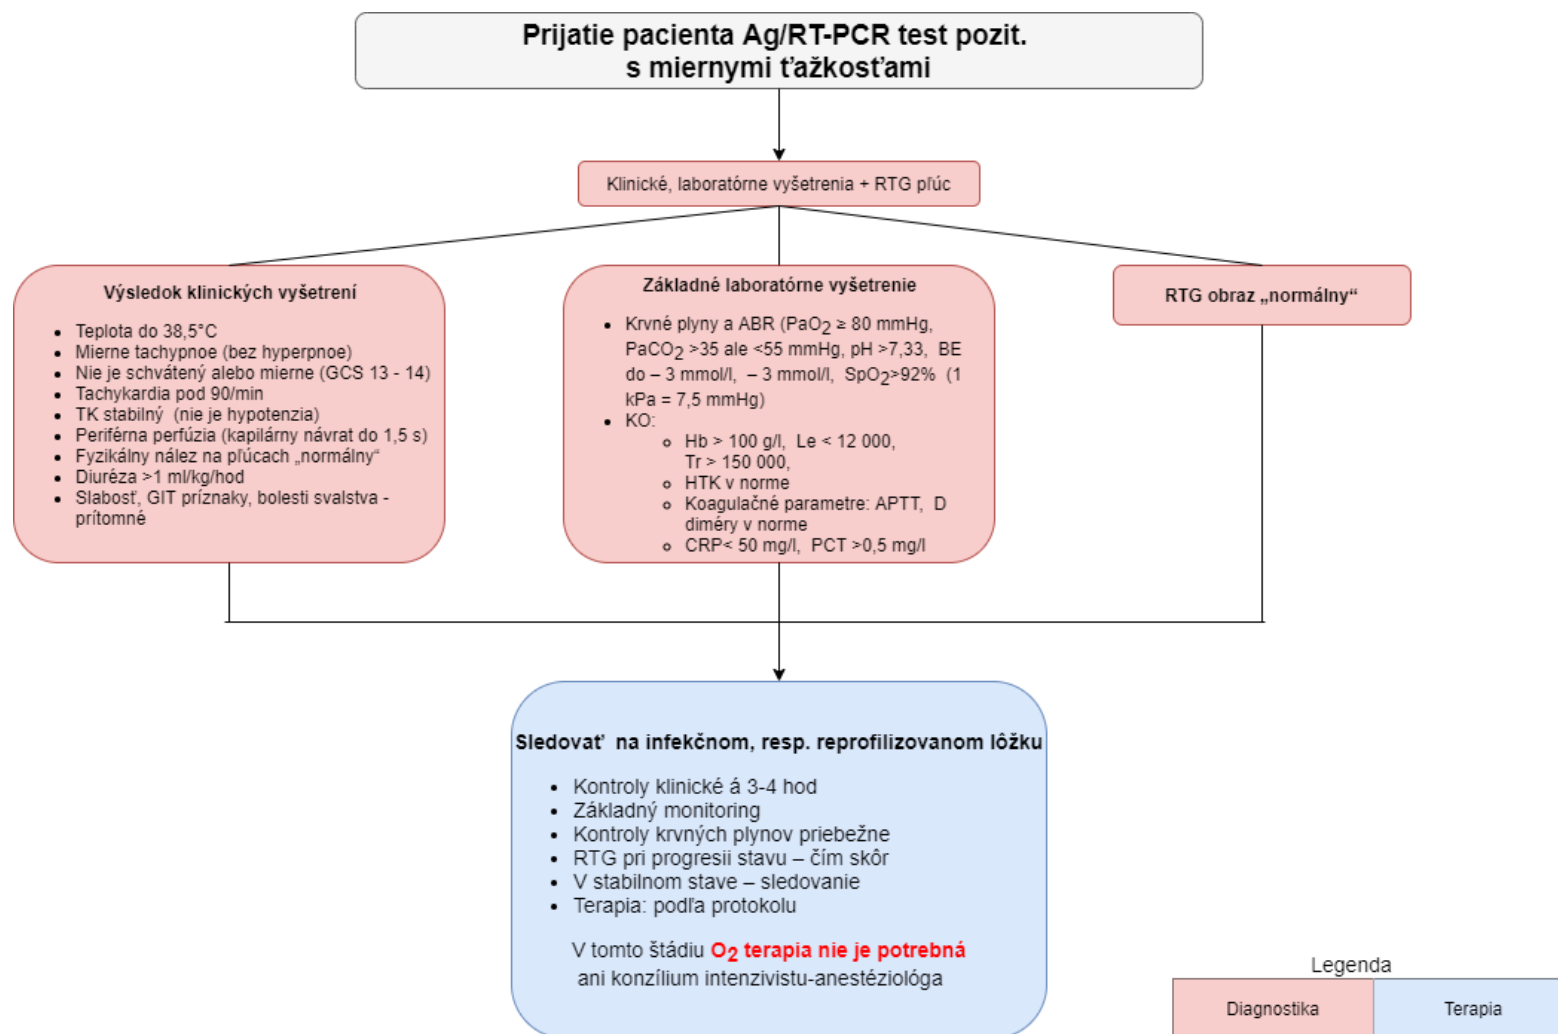 Prijatie pacienta Ag/RT-PCR test pozit.
s miernymi ťažkosťami
Klinické, laboratórne vyšetrenia + RTG pľúc
Výsledok klinických vyšetrení
• Teplota do 38,5°C
• Mierne tachypnoe (bez hyperpnoe)
• Nie je schvátený alebo mierne (GCS 13 - 14)
• Tachykardia pod 90/min
• TK stabilný (nie je hypotenzia)
• Periférna perfúzia (kapilárny návrat do 1,5 s)
• Fyzikálny nález na pľúcach „normálny“
• Diuréza >1 ml/kg/hod
• Slabosť, GIT príznaky, bolesti svalstva -
prítomné
Základné laboratórne vyšetrenie
• Krvné plyny a ABR (PaO2 ≥ 80 mmHg,
PaCO2 >35 ale <55 mmHg, pH >7,33, BE
do – 3 mmol/l, – 3 mmol/l, SpO2>92% (1
kPa = 7,5 mmHg)
• KO:
o Hb > 100 g/l, Le < 12 000,
Tr > 150 000,
o HTK v norme
o Koagulačné parametre: APTT, D
diméry v norme
o CRP< 50 mg/l, PCT >0,5 mg/l
RTG obraz „normálny“
Sledovať na infekčnom, resp. reprofilizovanom lôžku
• Kontroly klinické á 3-4 hod
• Základný monitoring
• Kontroly krvných plynov priebežne
• RTG pri progresii stavu – čím skôr
• V stabilnom stave – sledovanie
• Terapia: podľa protokolu
V tomto štádiu O2 terapia nie je potrebná
ani konzílium intenzivistu-anestéziológa
Legenda
Diagnostika
Terapia